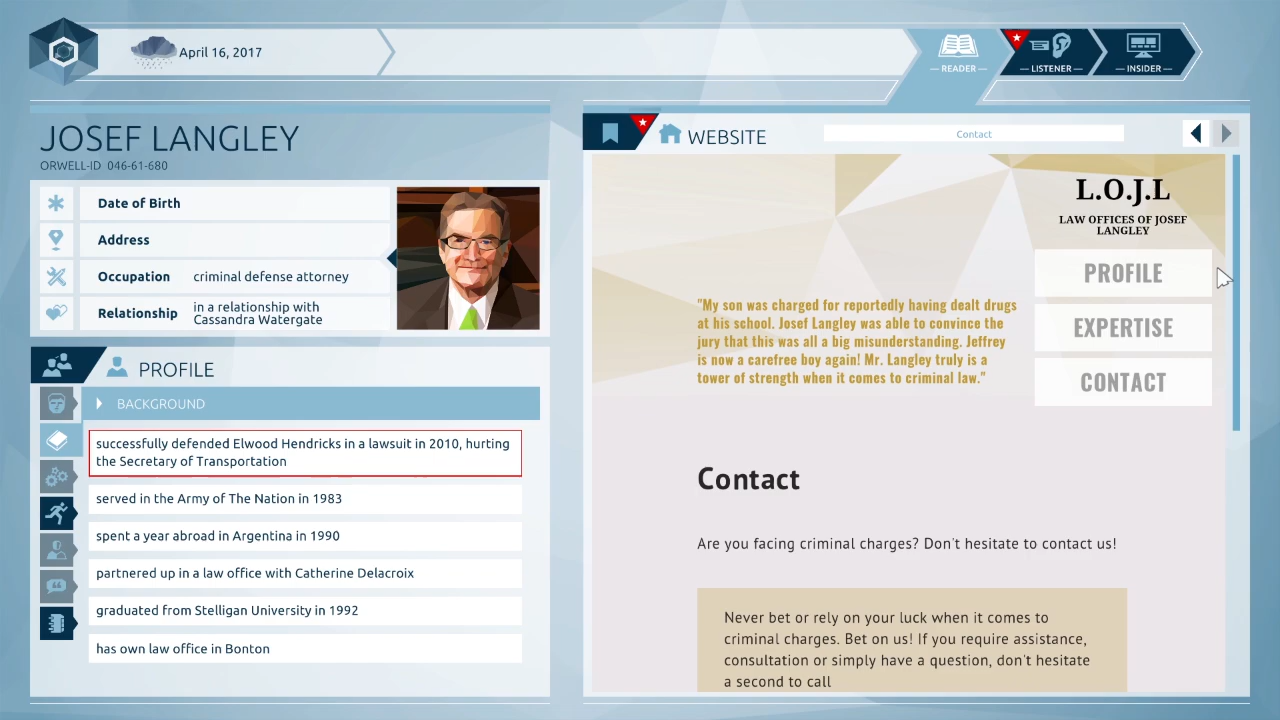 April 16, 2017
— READER —
— LISTENER —
— INSIDER —
JOSEF LANGLEY
ORWELL-ID 046-61-680
Date of Birth
Address
Occupation criminal defense attorney
Relationship in a relationship with
Cassandra Watergate
PROFILE
BACKGROUND
successfully defended Elwood Hendricks in a lawsuit in 2010, hurting
the Secretary of Transportation
served in the Army of The Nation in 1983
spent a year abroad in Argentina in 1990
partnered up in a law office with Catherine Delacroix
graduated from Stelligan University in 1992
has own law office in Bonton
WEBSITE
Contact
L.O.J.L
LAW OFFICES OF JOSEF
LANGLEY
PROFILE
EXPERTISE
CONTACT
"My son was charged for reportedly having dealt drugs
at his school. Josef Langley was able to convince the
jury that this was all a big misunderstanding. Jeffrey
is now a carefree boy again! Mr. Langley truly is a
tower of strength when it comes to criminal law."
Contact
Are you facing criminal charges? Don't hesitate to contact us!
Never bet or rely on your luck when it comes to
criminal charges. Bet on us! If you require assistance,
consultation or simply have a question, don't hesitate
a second to call